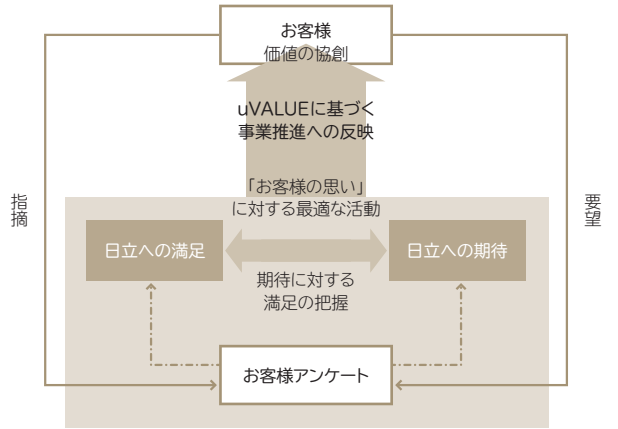 お客様
価値の協創
uVALUEに基づく
事業推進への反映
指摘
要望
「お客様の思い」
に対する最適な活動
日立への満足
日立への期待
期待に対する
満足の把握
お客様アンケート